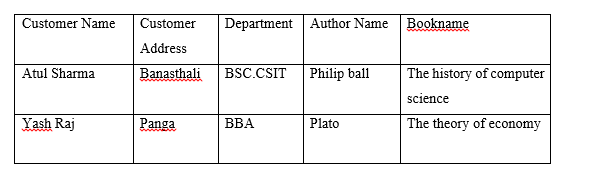 Customer Name Customer Address Department Author Name Bookname
Atul Sharma Banasthali BSC.CSIT Philip ball The history of computer science
Yash Raj Panga BBA Plato The theory of economy